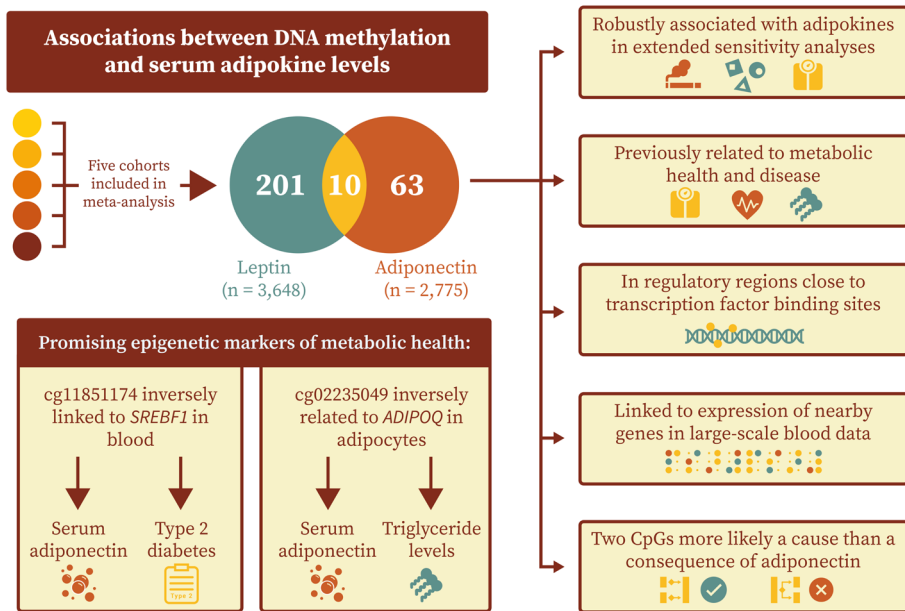 Associations between DNA methylation
and serum adipokine levels
Five cohorts
included in
meta-analysis
201
10
63
Leptin
(n = 3,648)
Adiponectin
(n = 2,775)
Promising epigenetic markers of metabolic health:
cg11851174 inversely
linked to SREBF1 in
blood
Serum
adiponectin
Type 2
diabetes
Type 2
cg02235049 inversely
related to ADIPOQ in
adipocytes
Serum
adiponectin
Triglyceride
levels
Robustly associated with adipokines
in extended sensitivity analyses
Previously related to metabolic
health and disease
In regulatory regions close to
transcription factor binding sites
Linked to expression of nearby
genes in large-scale blood data
Two CpGs more likely a cause than a
consequence of adiponectin